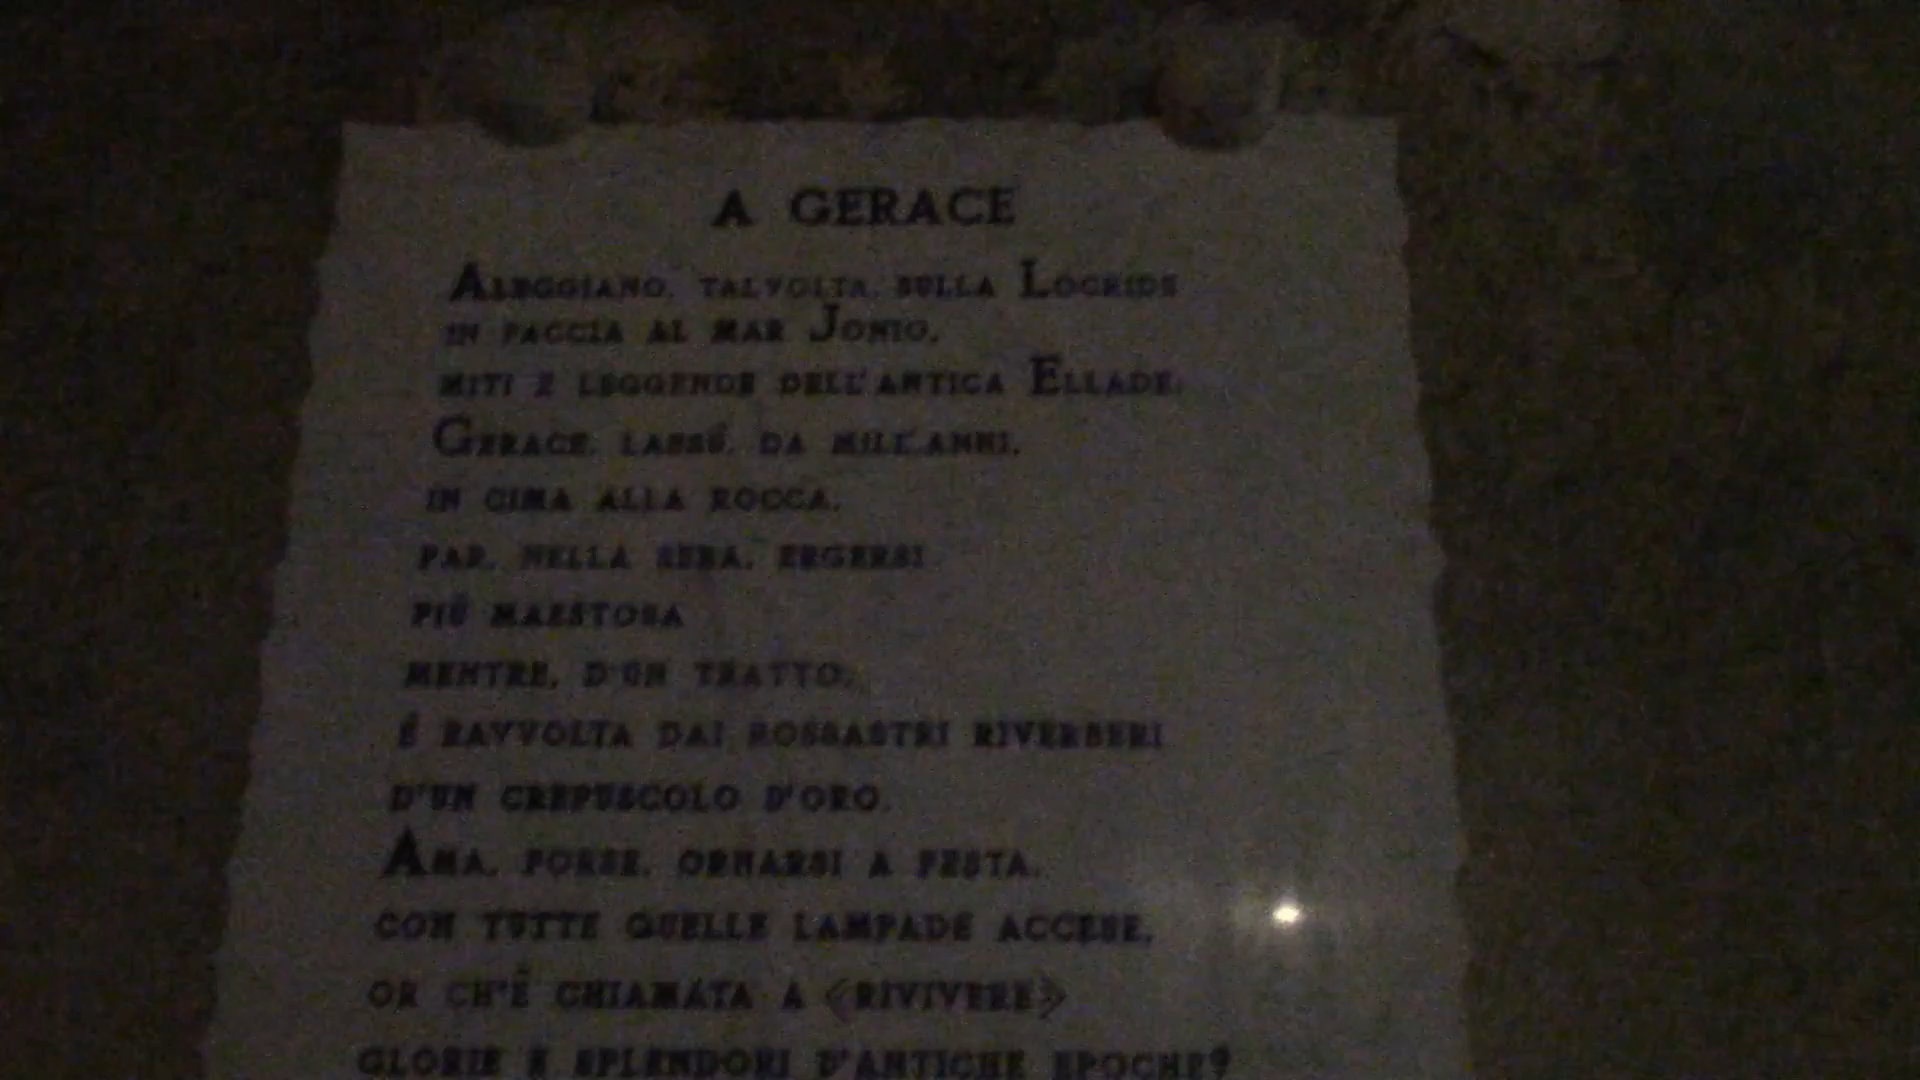 A GERACE
ALEGGIANO, TALVOLTA, SULLA LOCRIDE
IN FACCIA AL MAR JONIO,
MITI E LEGGENDE DELL'ANTICA ELLADE;
GERACE, LASSÚ, DA MILL'ANNI,
IN CIMA ALLA ROCCA,
PAR, NELLA SERA, ERGERSI
PIÚ MAESTOSA
MENTRE, D'UN TRATTO,
É RAVVOLTA DAI ROSSASTRI RIVERBERI
D'UN CREPUSCOLO D'ORO.
AMA, FORSE, ORNARSI A FESTA,
CON TUTTE QUELLE LAMPADE ACCESE,
OR CH'É CHIAMATA A «RIVIVERE»
GLORIE E SPLENDORI D'ANTICHE EPOCHE?